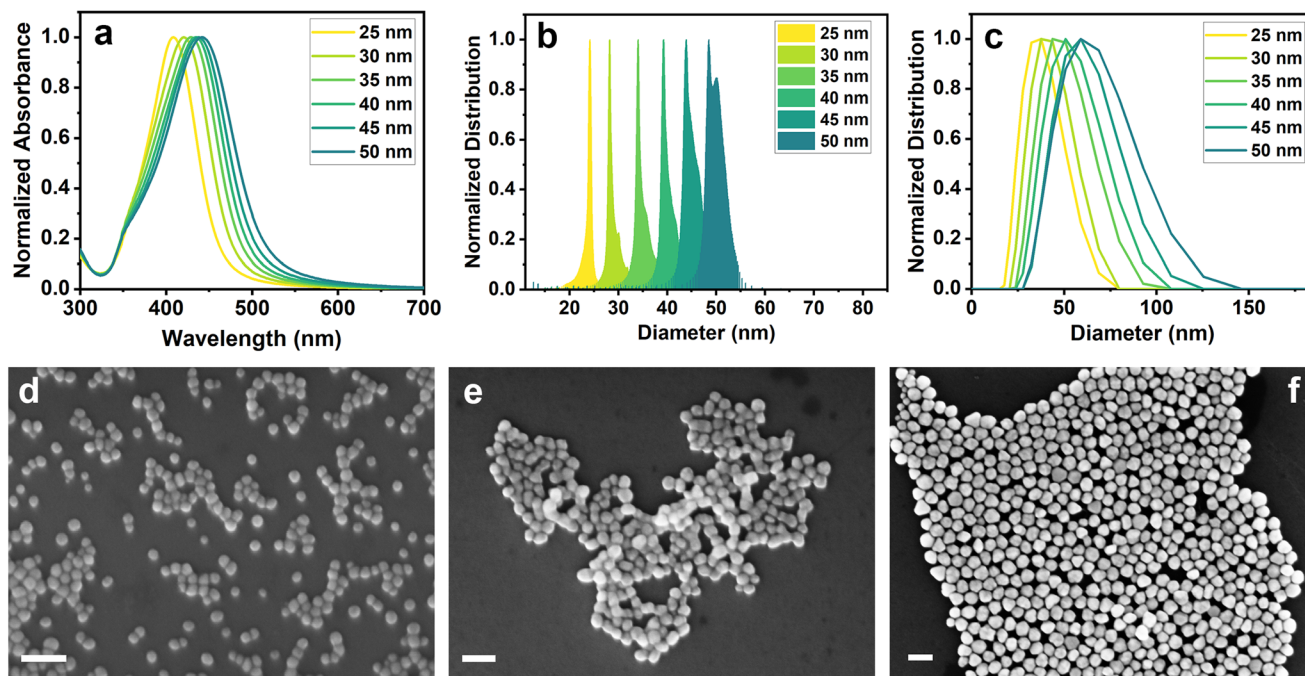 a
25 nm
30 nm
35 nm
40 nm
45 nm
50 nm
Normalized Absorbance
1.0
0.8
0.6
0.4
0.2
0.0
300 400 500 600 700
Wavelength (nm)
b
25 nm
30 nm
35 nm
40 nm
45 nm
50 nm
Normalized Distribution
1.0
0.8
0.6
0.4
0.2
0.0
20 30 40 50 60 70 80
Diameter (nm)
c
25 nm
30 nm
35 nm
40 nm
45 nm
50 nm
Normalized Distribution
1.0
0.8
0.6
0.4
0.2
0.0
0 50 100 150
Diameter (nm)
d
e
f